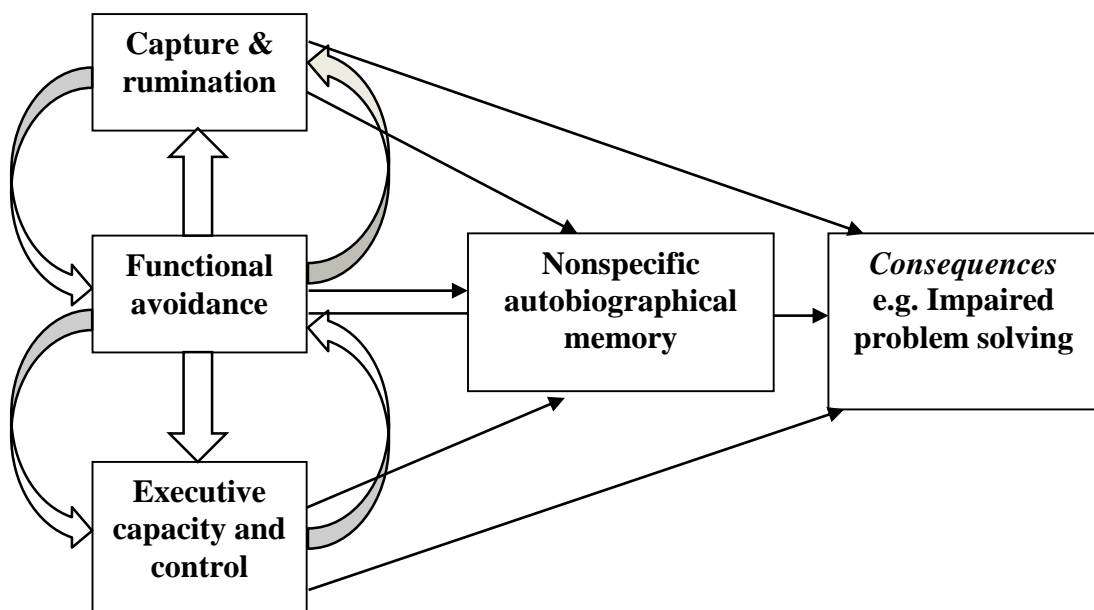 Capture &
rumination
Functional
avoidance
Executive
capacity and
control
Nonspecific
autobiographical
memory
Consequences
e.g. Impaired
problem solving